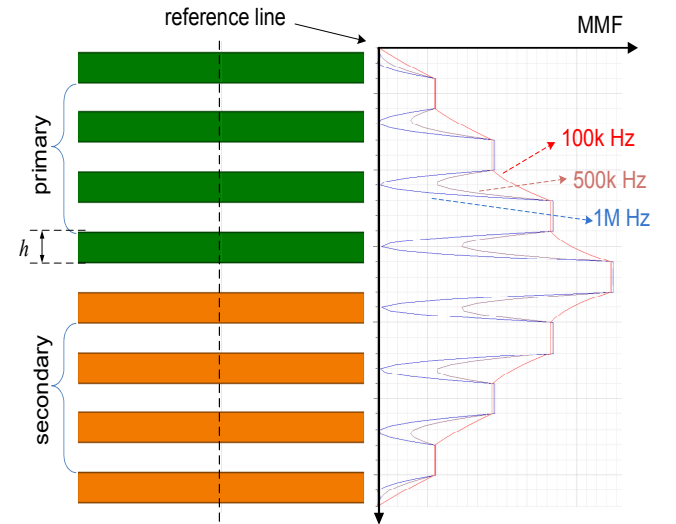 reference line
MMF
primary
100k Hz
500k Hz
1M Hz
h
secondary